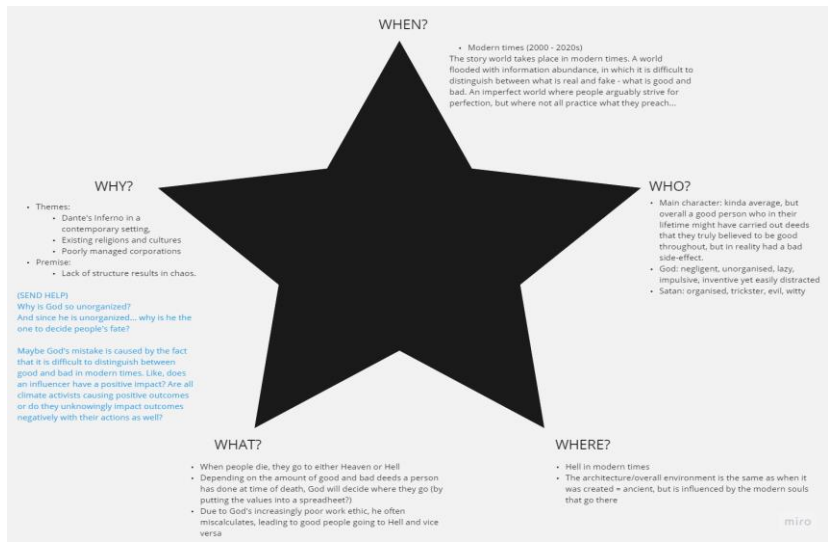 WHEN?
• Modern times (2000 - 2020s)
The story world takes place in modern times. A world
flooded with information abundance, in which it is difficult to
distinguish between what is real and fake - what is good and
bad. An imperfect world where people arguably strive for
perfection, but where not all practice what they preach...
WHO?
• Main character: kinda average, but
overall a good person who in their
lifetime might have carried out deeds
that they truly believed to be good
throughout, but in reality had a bad
side-effect.
• God: negligent, unorganised, lazy,
impulsive, inventive yet easily distracted
• Satan: organised, trickster, evil, witty
WHY?
• Themes:
• Dante's Inferno in a
contemporary setting,
• Existing religions and cultures
• Poorly managed corporations
• Premise:
• Lack of structure results in chaos.
(SEND HELP)
Why is God so unorganized?
And since he is unorganized... why is he the
one to decide people's fate?
Maybe God's mistake is caused by the fact
that it is difficult to distinguish between
good and bad in modern times. Like, does
an influencer have a positive impact? Are all
climate activists causing positive outcomes
or do they unknowingly impact outcomes
negatively with their actions as well?
WHAT?
• When people die, they go to either Heaven or Hell
• Depending on the amount of good and bad deeds a person
has done at time of death, God will decide where they go (by
putting the values into a spreadheet?)
• Due to God's increasingly poor work ethic, he often
miscalculates, leading to good people going to Hell and vice
versa
WHERE?
• Hell in modern times
• The architecture/overall environment is the same as when it
was created = ancient, but is influenced by the modern souls
that go there
miro